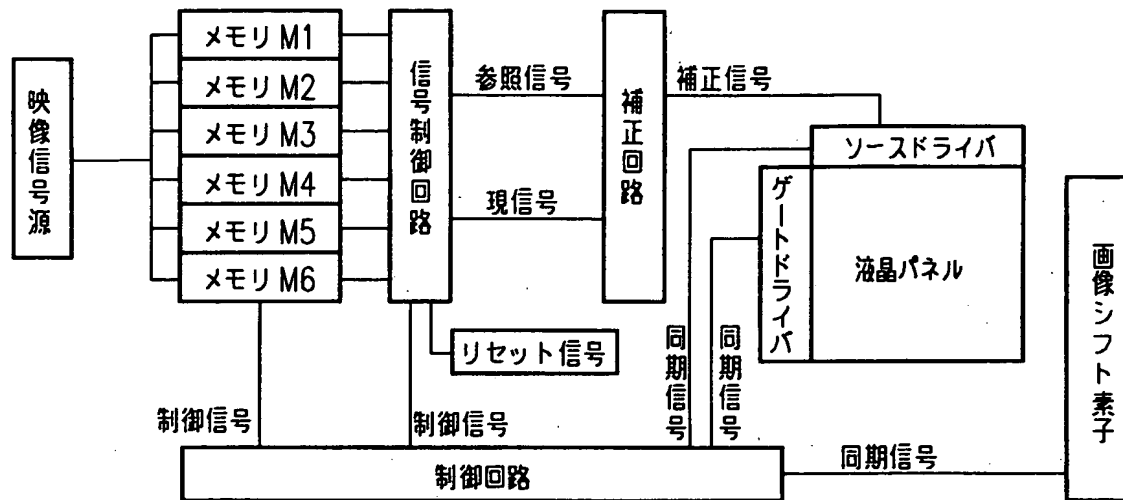 映像信号源
メモリ M1
メモリ M2
メモリ M3
メモリ M4
メモリ M5
メモリ M6
信号制御回路
参照信号
現信号
補正回路
補正信号
ソースドライバ
ゲートドライバ
液晶パネル
画像シフト素子
リセット信号
同期信号
同期信号
制御信号
制御信号
制御回路
同期信号